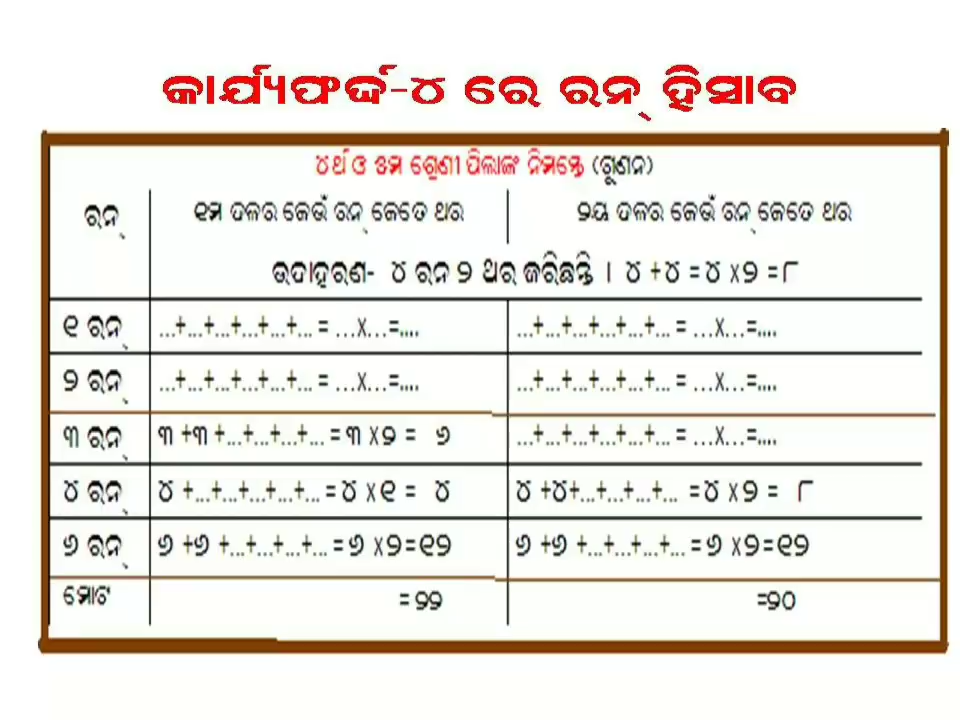 କାର୍ଯ୍ୟଫର୍ଦ୍ଦ-୪ ରେ ରନ୍ ହିସାବ
୪ର୍ଥ ଓ ୫ମ ଶ୍ରେଣୀ ପିଲାଙ୍କ ନିମନ୍ତେ (ଗୁଣନ)
ରନ୍ ୧ମ ଦଳର କେଉଁ ରନ୍ କେତେ ଥର ୨ୟ ଦଳର କେଉଁ ରନ୍ କେତେ ଥର
ଉଦାହରଣ- ୪ ରନ ୨ ଥର କରିଛନ୍ତି । ୪ +୪ =୪ x୨ =୮
୧ ରନ୍ ...+...+...+...+...+... = ...x...=.... ...+...+...+...+...+... = ...x...=....
୨ ରନ୍ ...+...+...+...+...+... = ...x...=.... ...+...+...+...+...+... = ...x...=....
୩ ରନ୍ ୩ +୩ +...+...+...+... =୩ x୨ = ୬ ...+...+...+...+...+... = ...x...=....
୪ ରନ୍ ୪ +...+...+...+...+... =୪ x୧ = ୪ ୪ +୪+...+...+...+... =୪ x୨ = ୮
୬ ରନ୍ ୬ +୬ +...+...+...+... =୬ x୨=୧୨ ୬ +୬ +...+...+...+... =୬ x୨=୧୨
ମୋଟ =୨୨ =୨୦